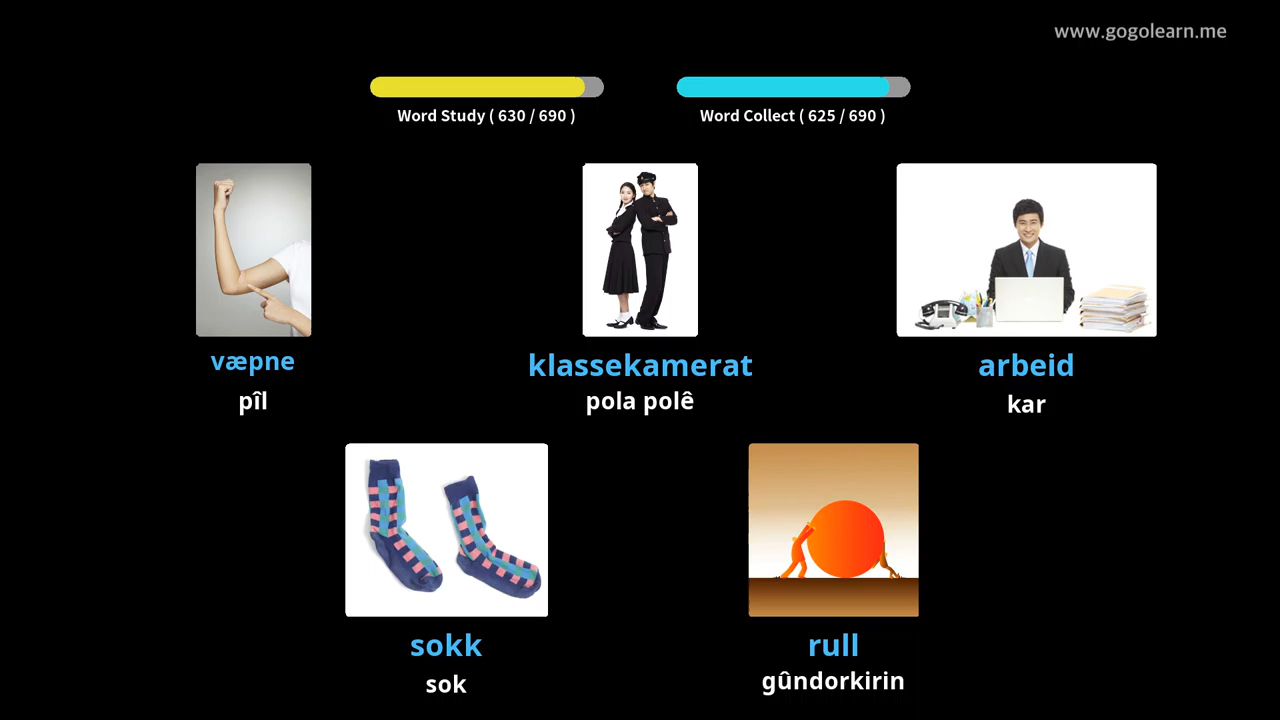 www.gogolearn.me
Word Study ( 630 / 690 )
Word Collect ( 625 / 690 )
væpne
pîl
klassekamerat
pola polê
arbeid
kar
sokk
sok
rull
gûndorkirin